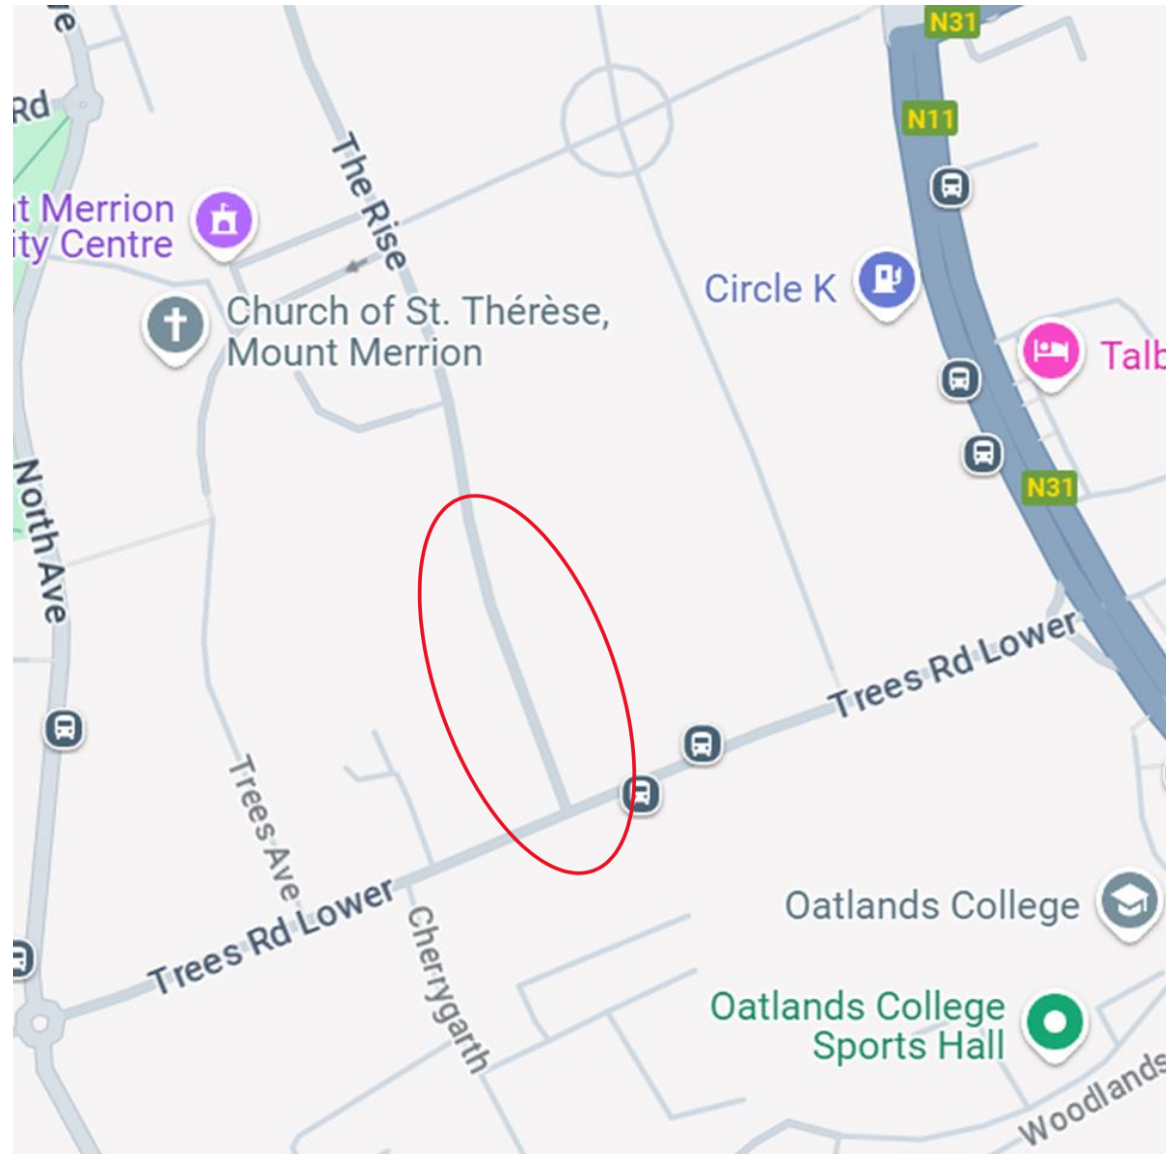 N31
Rd
N11
The Rise
nt Merrion
ity Centre
Circle K
Church of St. Thérèse,
Mount Merrion
Talb
North Ave
N31
Trees Rd Lower
Trees Ave
Trees Rd Lower
Cherrygarth
Oatlands College
Oatlands College
Sports Hall
Woodlands